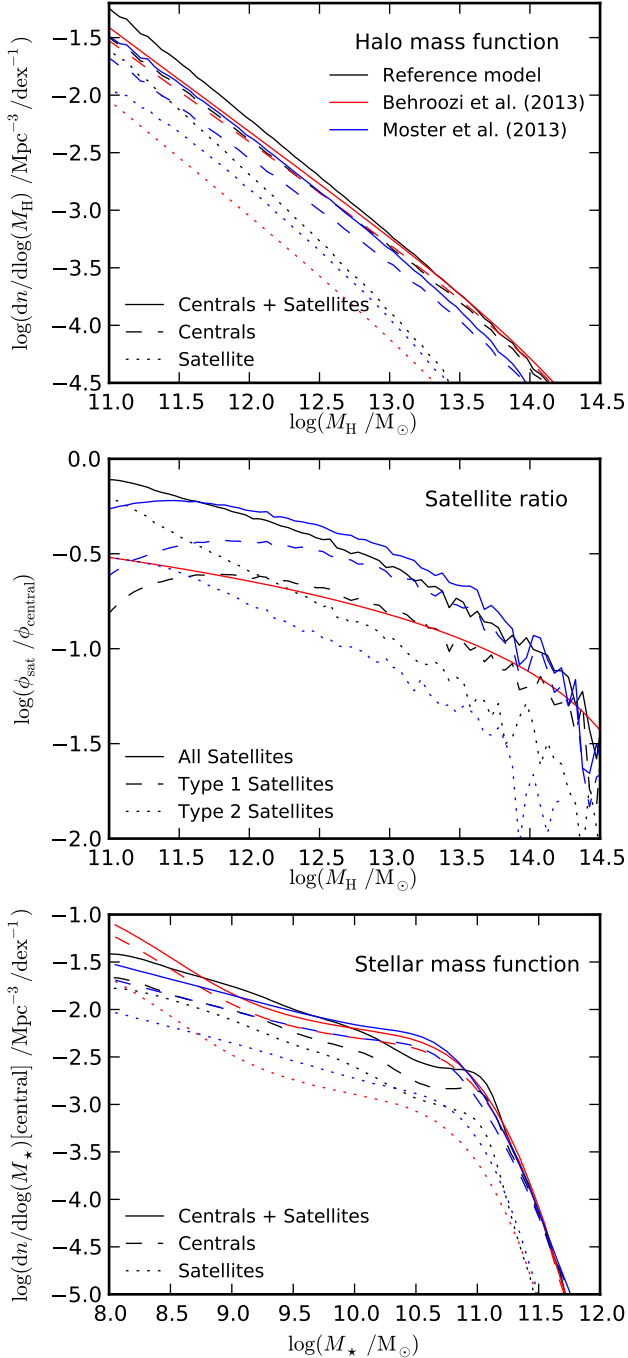 Halo mass function
Reference model
Behroozi et al. (2013)
Moster et al. (2013)
Centrals + Satellites
Centrals
Satellite
log(dn/dlog(M_H) /Mpc⁻³ /dex⁻¹)
−1.5
−2.0
−2.5
−3.0
−3.5
−4.0
−4.5
11.0 11.5 12.0 12.5 13.0 13.5 14.0 14.5
log(M_H /M_⊙)
Satellite ratio
All Satellites
Type 1 Satellites
Type 2 Satellites
log(ϕ_sat /ϕ_central)
0.0
−0.5
−1.0
−1.5
−2.0
11.0 11.5 12.0 12.5 13.0 13.5 14.0 14.5
log(M_H /M_⊙)
Stellar mass function
Centrals + Satellites
Centrals
Satellites
log(dn/dlog(M_⋆)[central] /Mpc⁻³ /dex⁻¹)
−1.0
−1.5
−2.0
−2.5
−3.0
−3.5
−4.0
−4.5
−5.0
8.0 8.5 9.0 9.5 10.0 10.5 11.0 11.5 12.0
log(M_⋆ /M_⊙)